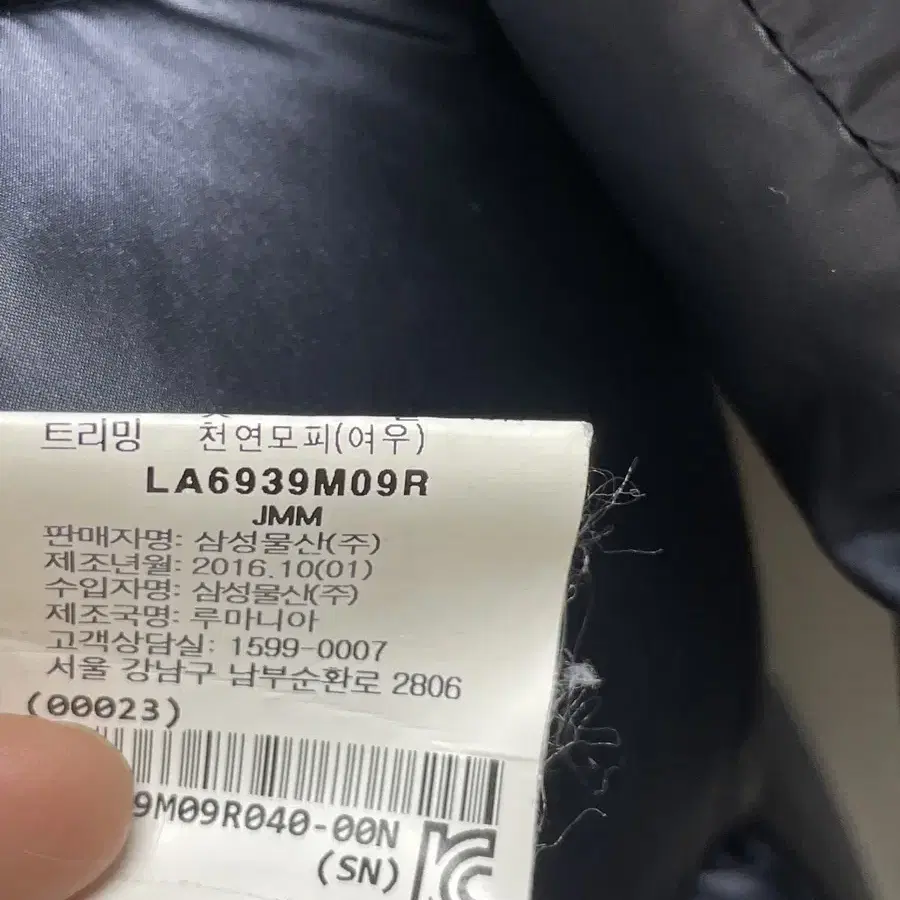 트리밍 천연모피(여우)
LA6939M09R
JMM
판매자명: 삼성물산(주)
제조년월: 2016.10(01)
수입자명: 삼성물산(주)
제조국명: 루마니아
고객상담실: 1599-0007
서울 강남구 남부순환로 2806
(00023)
9M09R040-00N
(SN)